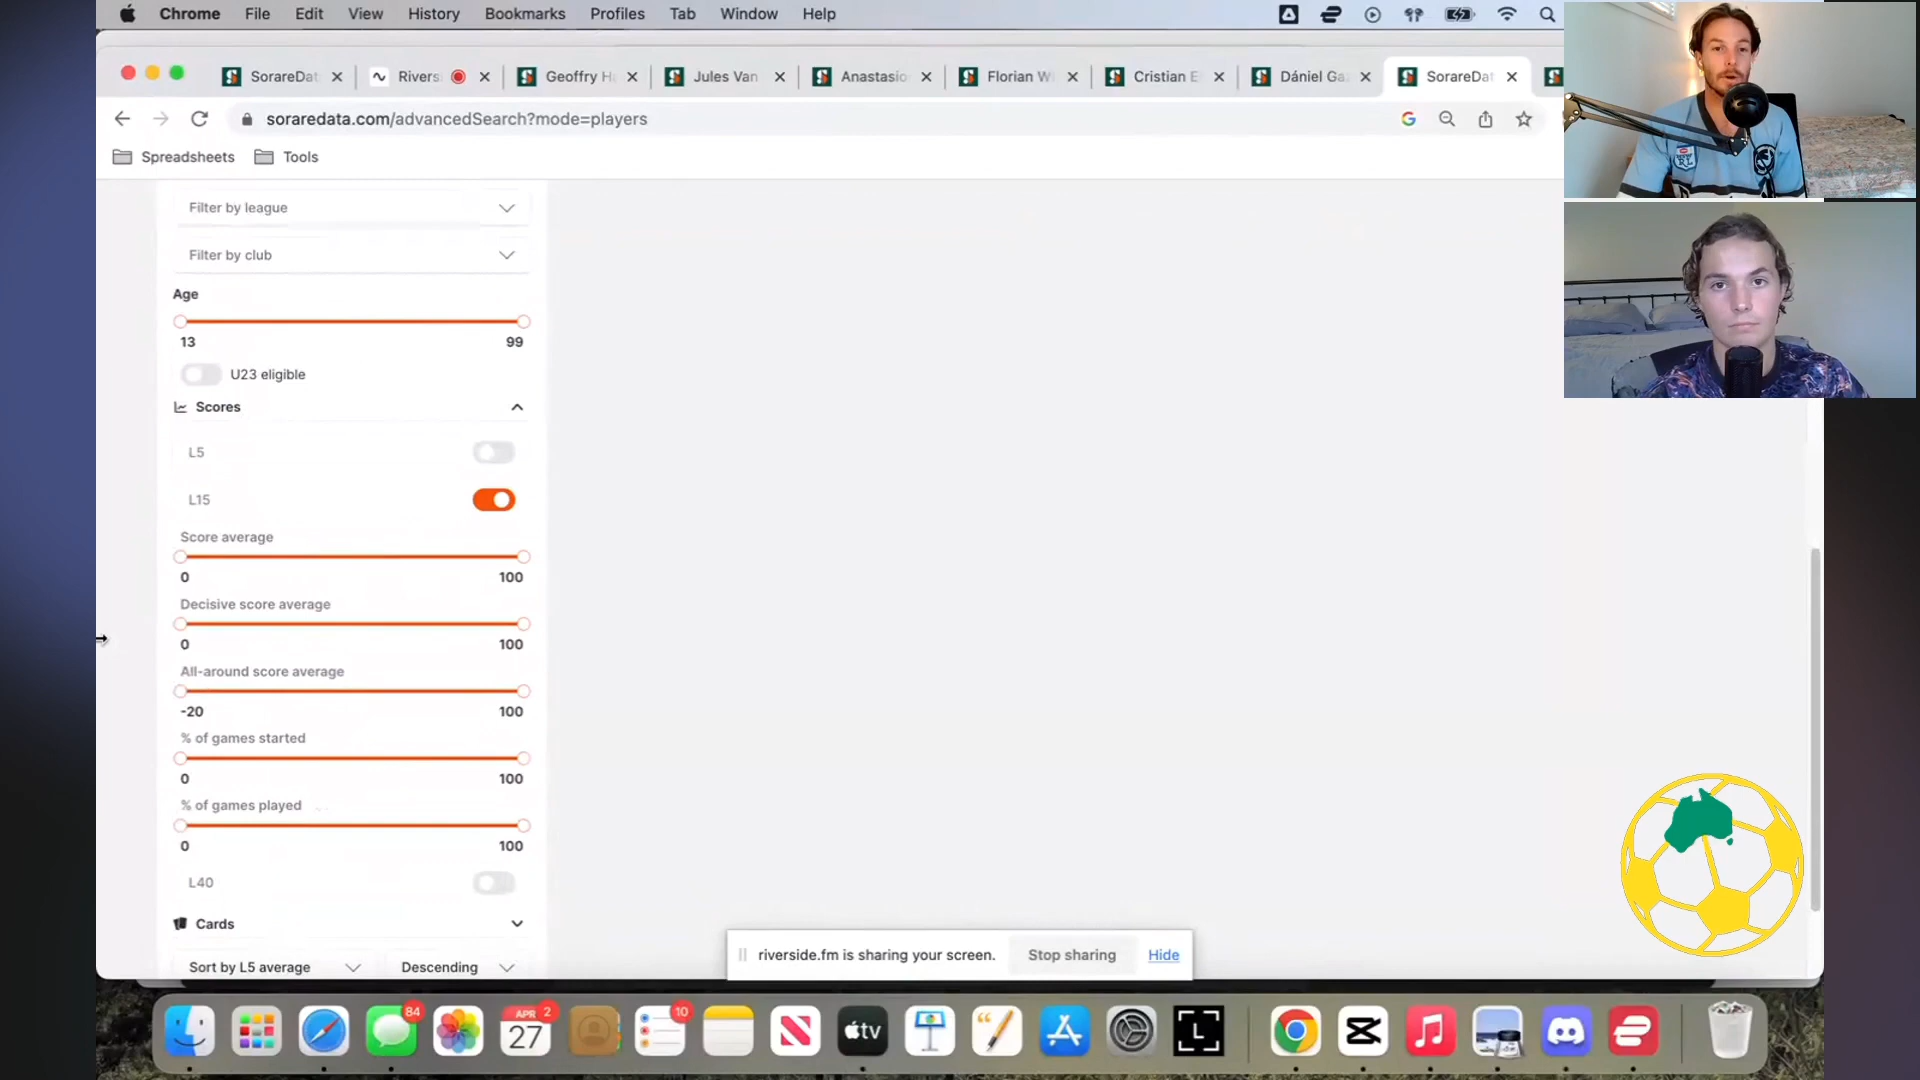 Chrome File Edit View History Bookmarks Profiles Tab Window Help
SorareDat Rivers Geoffry H Jules Van Anastasio Florian W Cristian E Dániel Ga SorareDat
soraredata.com/advancedSearch?mode=players
Spreadsheets Tools
Filter by league
Filter by club
Age
13 99
U23 eligible
Scores
L5
L15
Score average
0 100
Decisive score average
0 100
All-around score average
-20 100
% of games started
0 100
% of games played
0 100
L40
Cards
Sort by L5 average Descending
riverside.fm is sharing your screen. Stop sharing Hide
84 APR 2 27 10 tv L